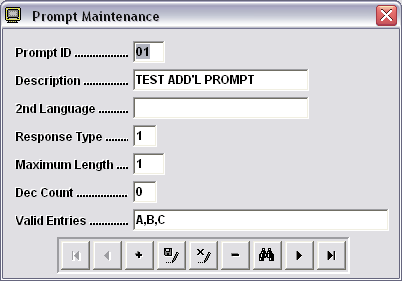 Prompt Maintenance
Prompt ID .................. 01
Description ................ TEST ADD'L PROMPT
2nd Language ..........
Response Type ........ 1
Maximum Length .... 1
Dec Count ................. 0
Valid Entries ............. A,B,C